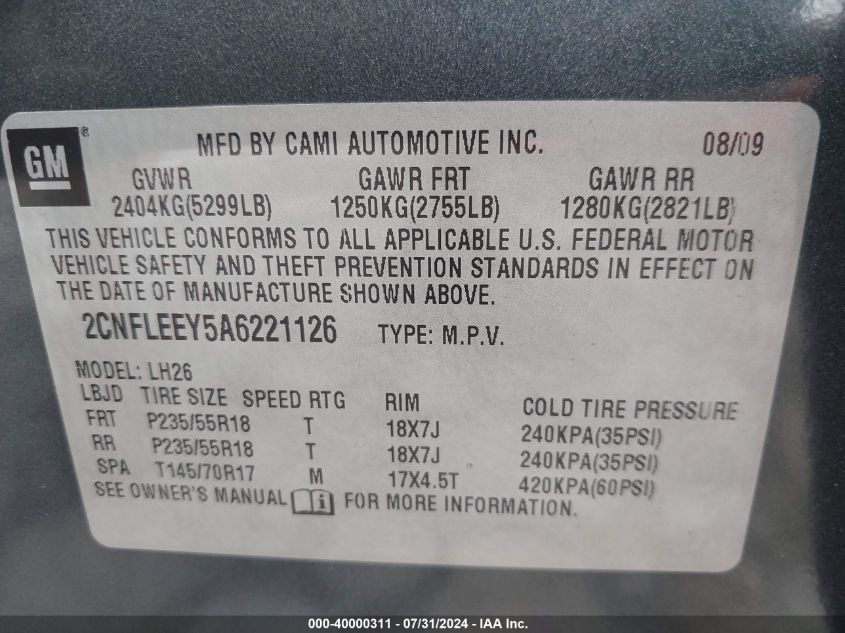 GM ® MFD BY CAMI AUTOMOTIVE INC. 08/09
GVWR GAWR FRT GAWR RR
2404KG(5299LB) 1250KG(2755LB) 1280KG(2821LB)
THIS VEHICLE CONFORMS TO ALL APPLICABLE U.S. FEDERAL MOTOR
VEHICLE SAFETY AND THEFT PREVENTION STANDARDS IN EFFECT ON
THE DATE OF MANUFACTURE SHOWN ABOVE.
2CNFLEEY5A6221126 TYPE: M.P.V.
MODEL: LH26
LBJD TIRE SIZE SPEED RTG RIM COLD TIRE PRESSURE
FRT P235/55R18 T 18X7J 240KPA(35PSI)
RR P235/55R18 T 18X7J 240KPA(35PSI)
SPA T145/70R17 M 17X4.5T 420KPA(60PSI)
SEE OWNER'S MANUAL i FOR MORE INFORMATION.
000-40000311 / 07/31/2024 - IAA Inc.